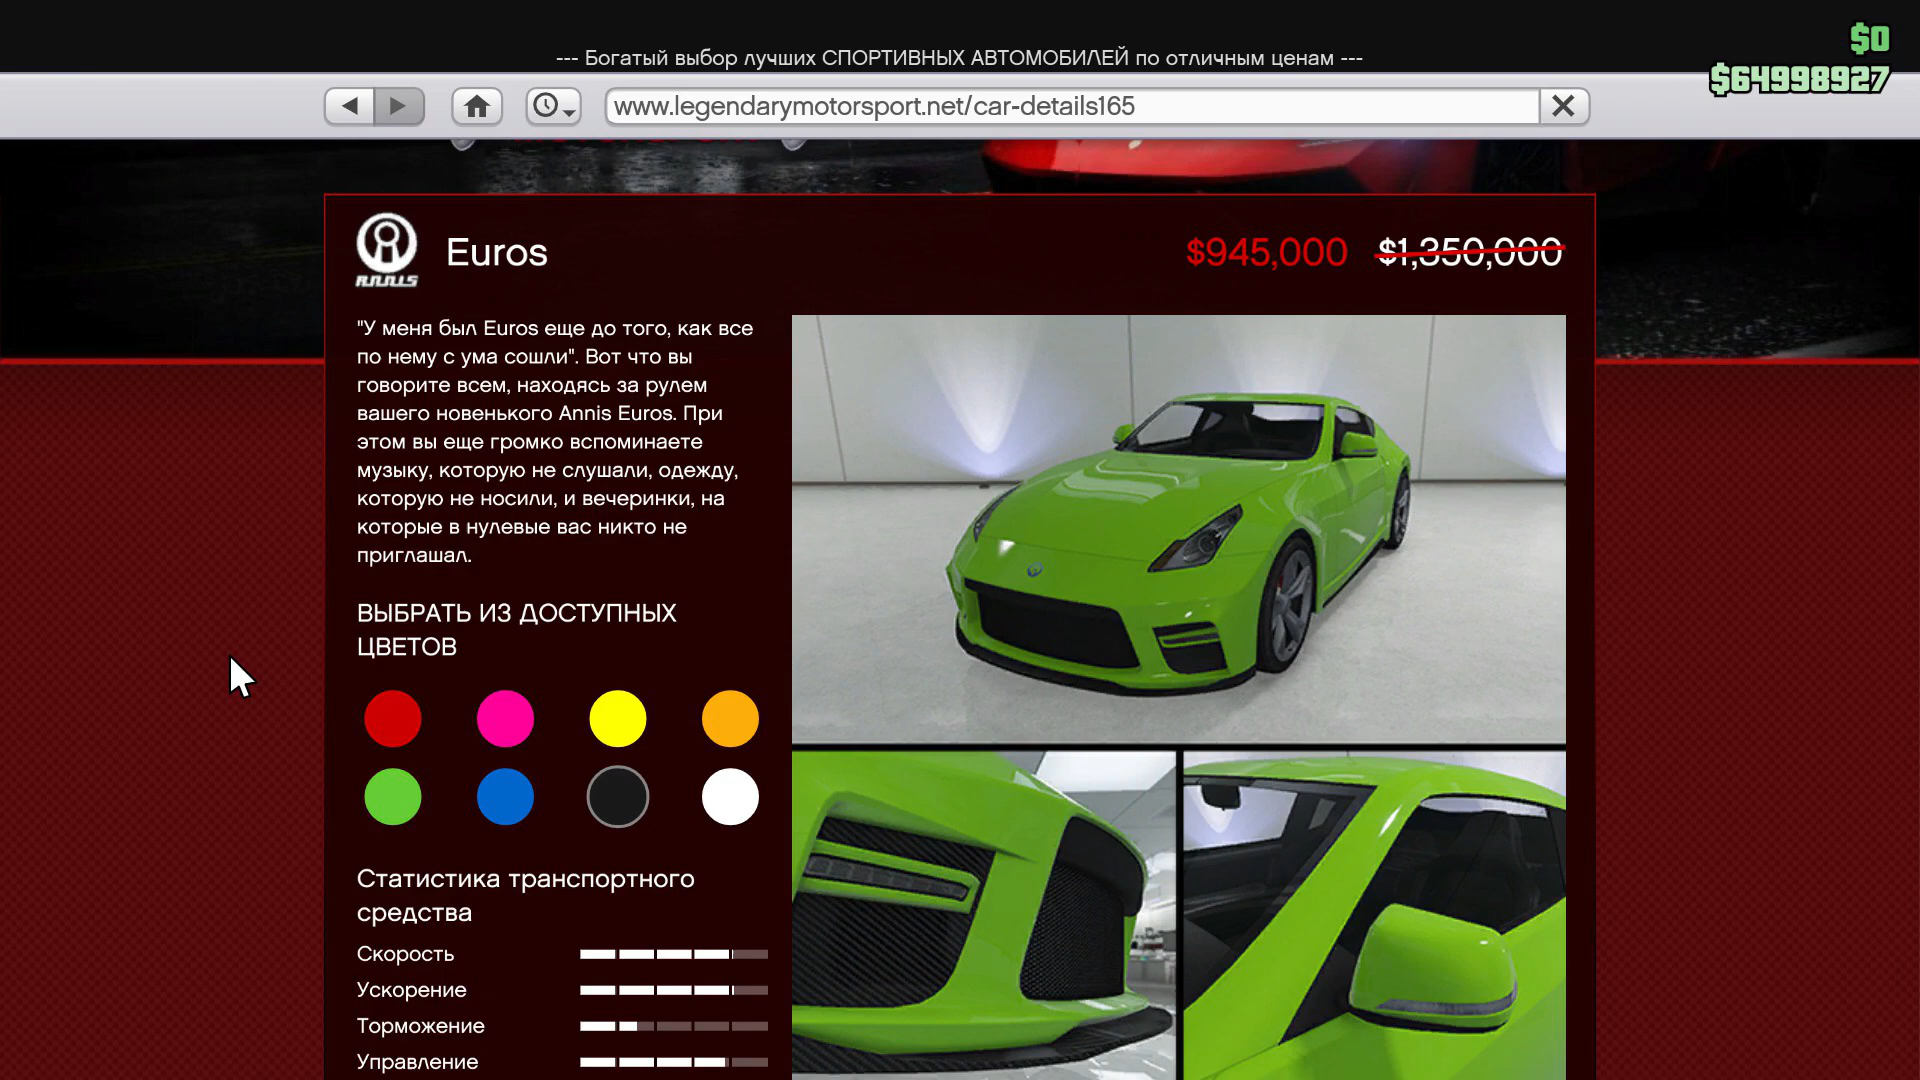 $0
--- Богатый выбор лучших СПОРТИВНЫХ АВТОМОБИЛЕЙ по отличным ценам ---
$64998927
www.legendarymotorsport.net/car-details165
ANNIS
Euros
$945,000 $1,350,000
"У меня был Euros еще до того, как все
по нему с ума сошли". Вот что вы
говорите всем, находясь за рулем
вашего новенького Annis Euros. При
этом вы еще громко вспоминаете
музыку, которую не слушали, одежду,
которую не носили, и вечеринки, на
которые в нулевые вас никто не
приглашал.
ВЫБРАТЬ ИЗ ДОСТУПНЫХ
ЦВЕТОВ
Статистика транспортного
средства
Скорость
Ускорение
Торможение
Управление